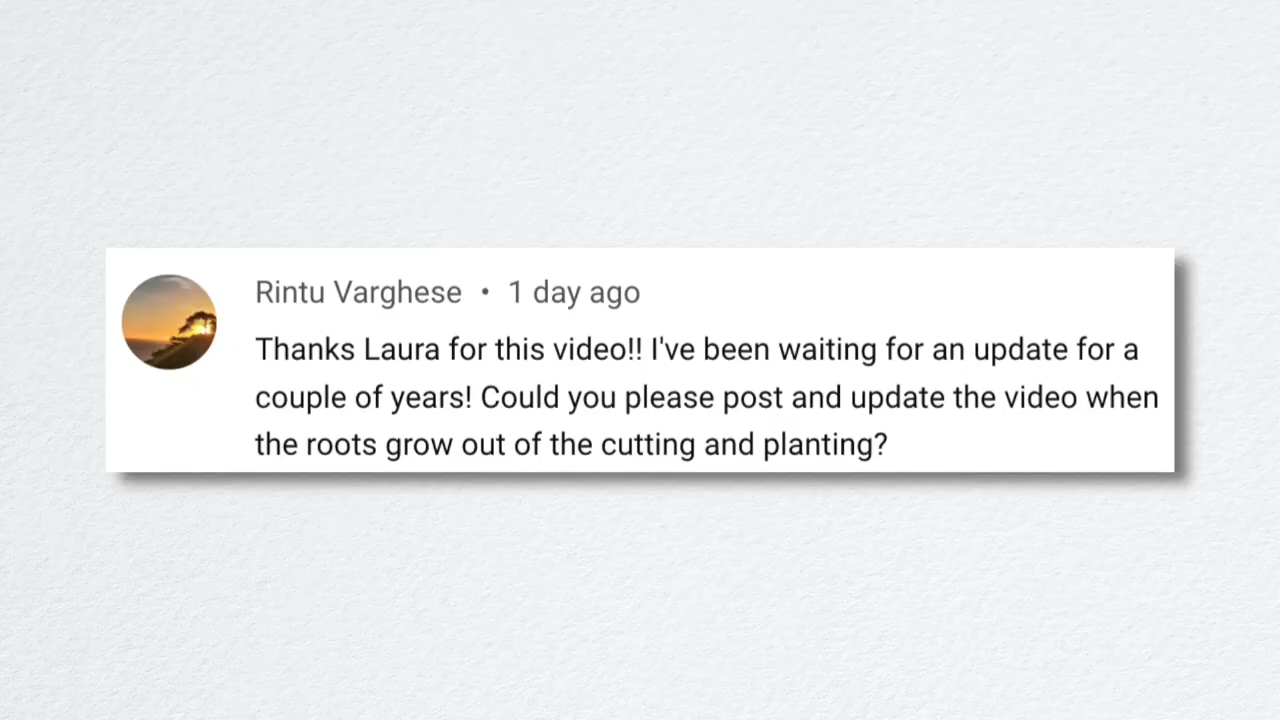 Rintu Varghese • 1 day ago
Thanks Laura for this video!! I've been waiting for an update for a
couple of years! Could you please post and update the video when
the roots grow out of the cutting and planting?